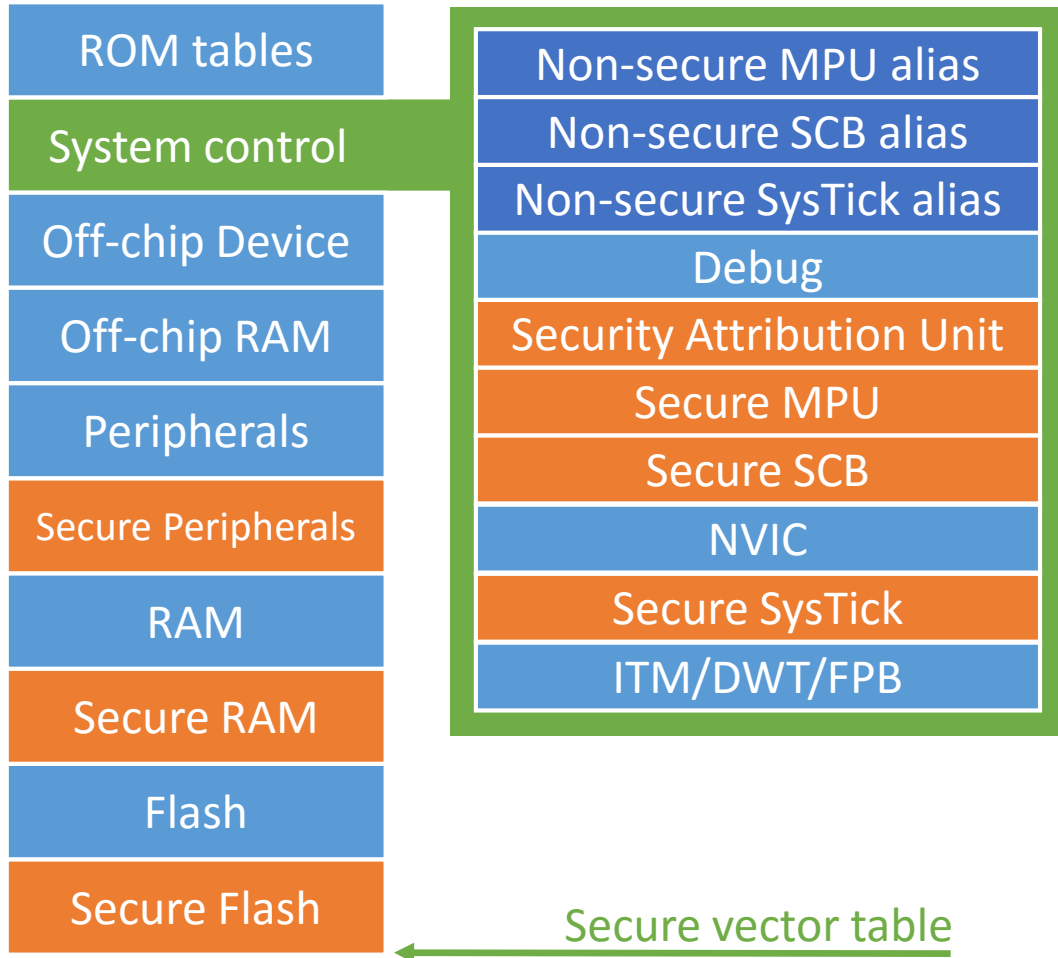 ROM tables
System control
Off-chip Device
Off-chip RAM
Peripherals
Secure Peripherals
RAM
Secure RAM
Flash
Secure Flash
Non-secure MPU alias
Non-secure SCB alias
Non-secure SysTick alias
Debug
Security Attribution Unit
Secure MPU
Secure SCB
NVIC
Secure SysTick
ITM/DWT/FPB
Secure vector table